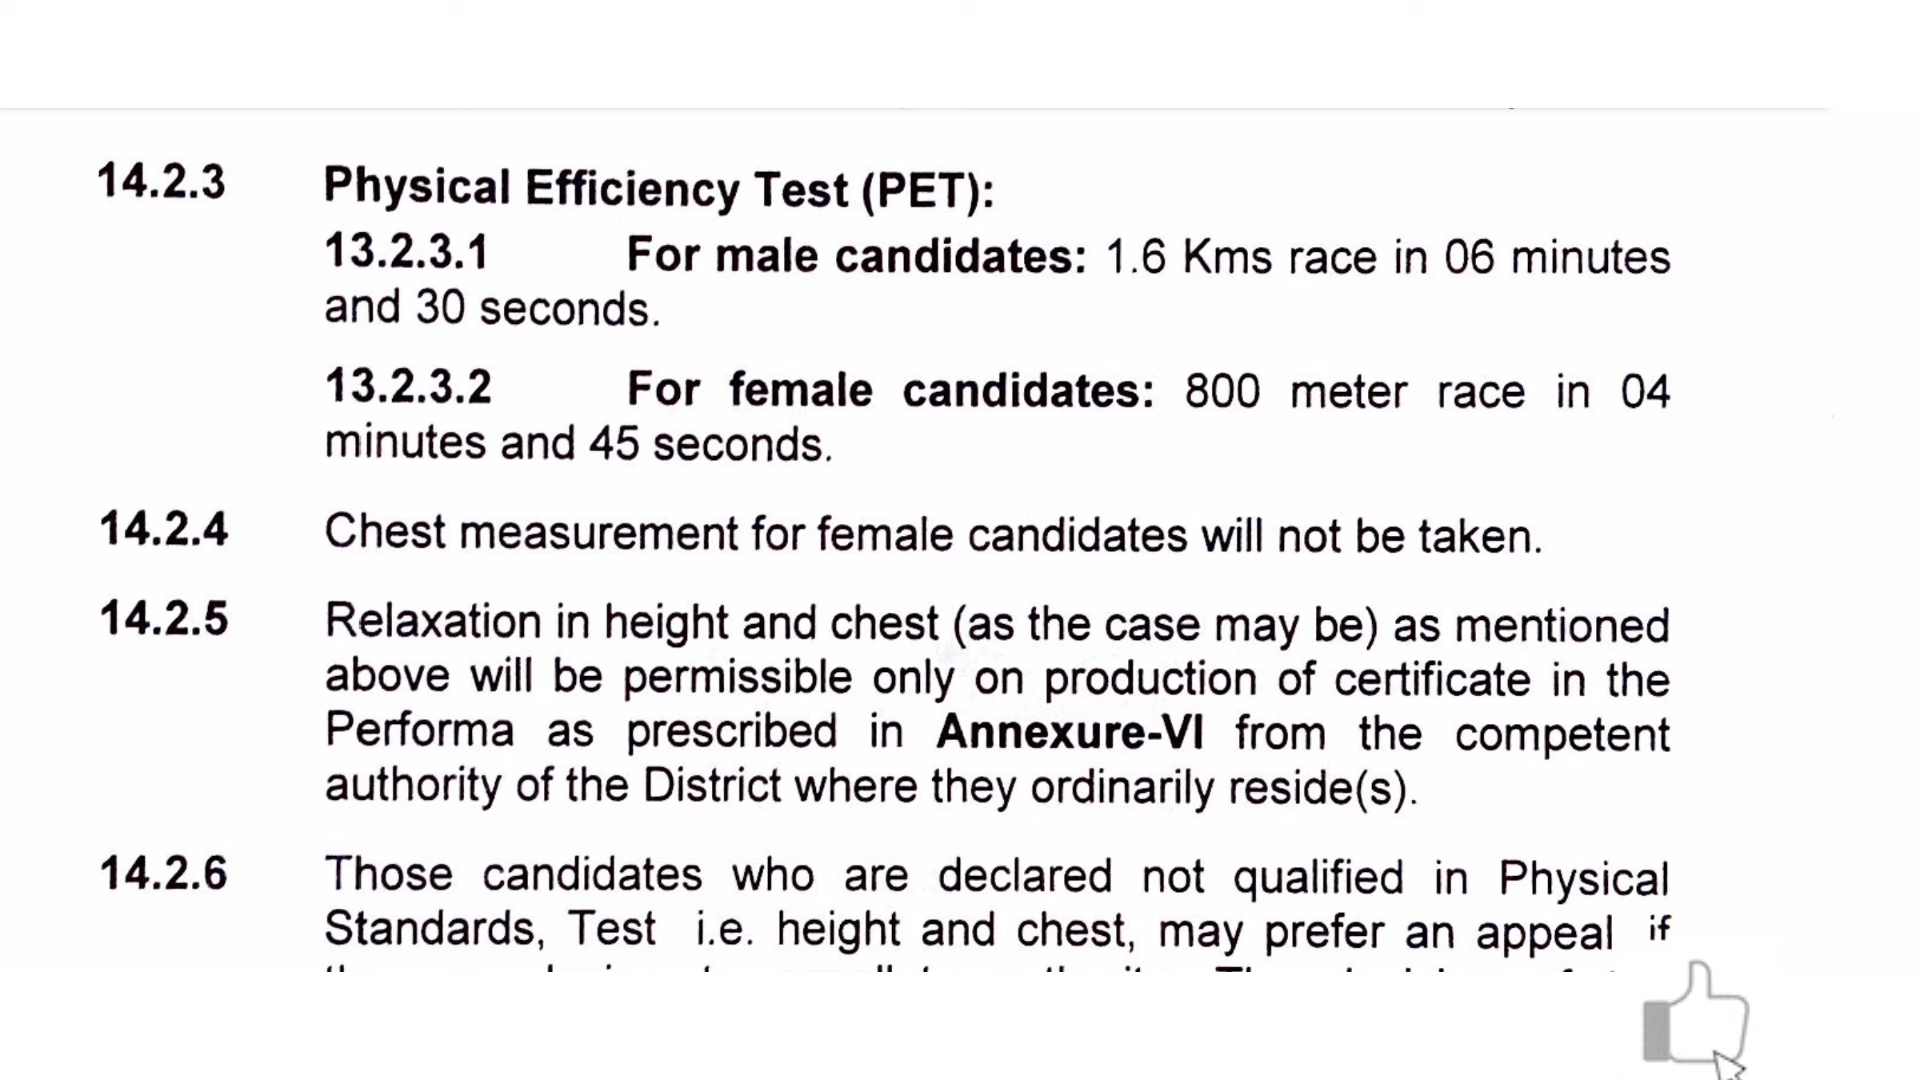 14.2.3 Physical Efficiency Test (PET):
13.2.3.1 For male candidates: 1.6 Kms race in 06 minutes
and 30 seconds.
13.2.3.2 For female candidates: 800 meter race in 04
minutes and 45 seconds.
14.2.4 Chest measurement for female candidates will not be taken.
14.2.5 Relaxation in height and chest (as the case may be) as mentioned
above will be permissible only on production of certificate in the
Performa as prescribed in Annexure-VI from the competent
authority of the District where they ordinarily reside(s).
14.2.6 Those candidates who are declared not qualified in Physical
Standards, Test i.e. height and chest, may prefer an appeal if